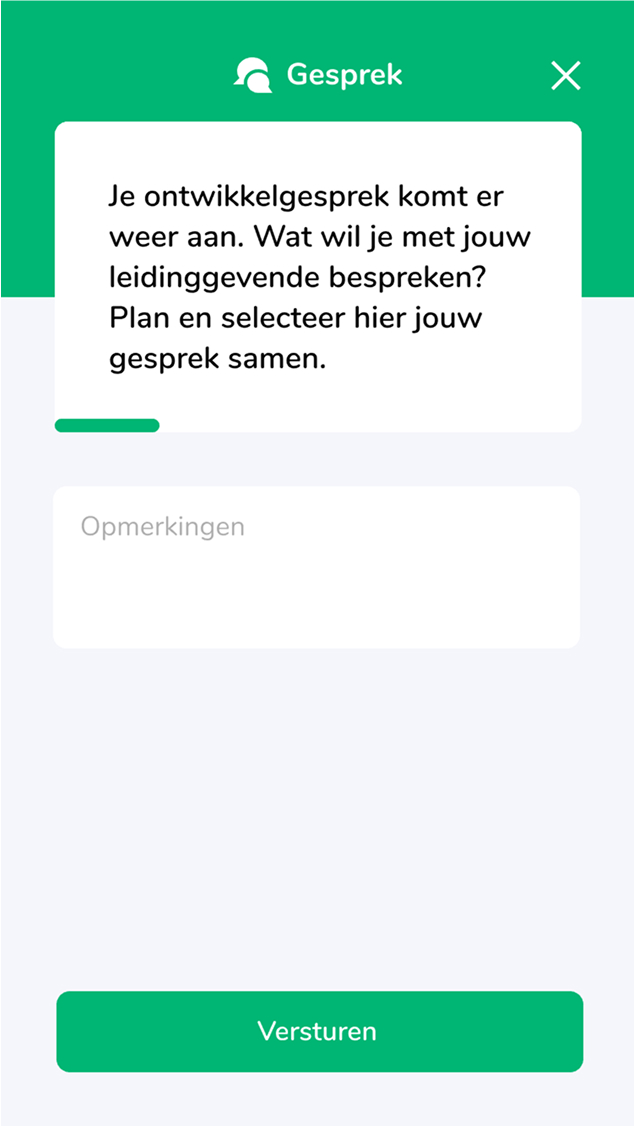 Gesprek
Je ontwikkelgesprek komt er
weer aan. Wat wil je met jouw
leidinggevende bespreken?
Plan en selecteer hier jouw
gesprek samen.
Opmerkingen
Versturen